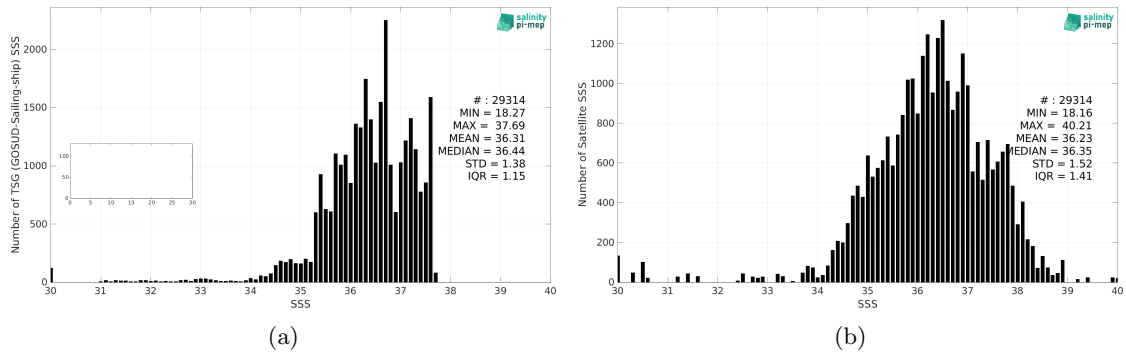 salinity
pi-mep
Number of TSG (GOSUD-Sailing-ship) SSS
2000
1500
1000
500
0
# : 29314
MIN = 18.27
MAX = 37.69
MEAN = 36.31
MEDIAN = 36.44
STD = 1.38
IQR = 1.15
100
50
0
0 5 10 15 20 25 30
30 31 32 33 34 35 36 37 38 39 40
SSS
(a)
salinity
pi-mep
Number of Satellite SSS
1200
1000
800
600
400
200
0
# : 29314
MIN = 18.16
MAX = 40.21
MEAN = 36.23
MEDIAN = 36.35
STD = 1.52
IQR = 1.41
30 31 32 33 34 35 36 37 38 39 40
SSS
(b)